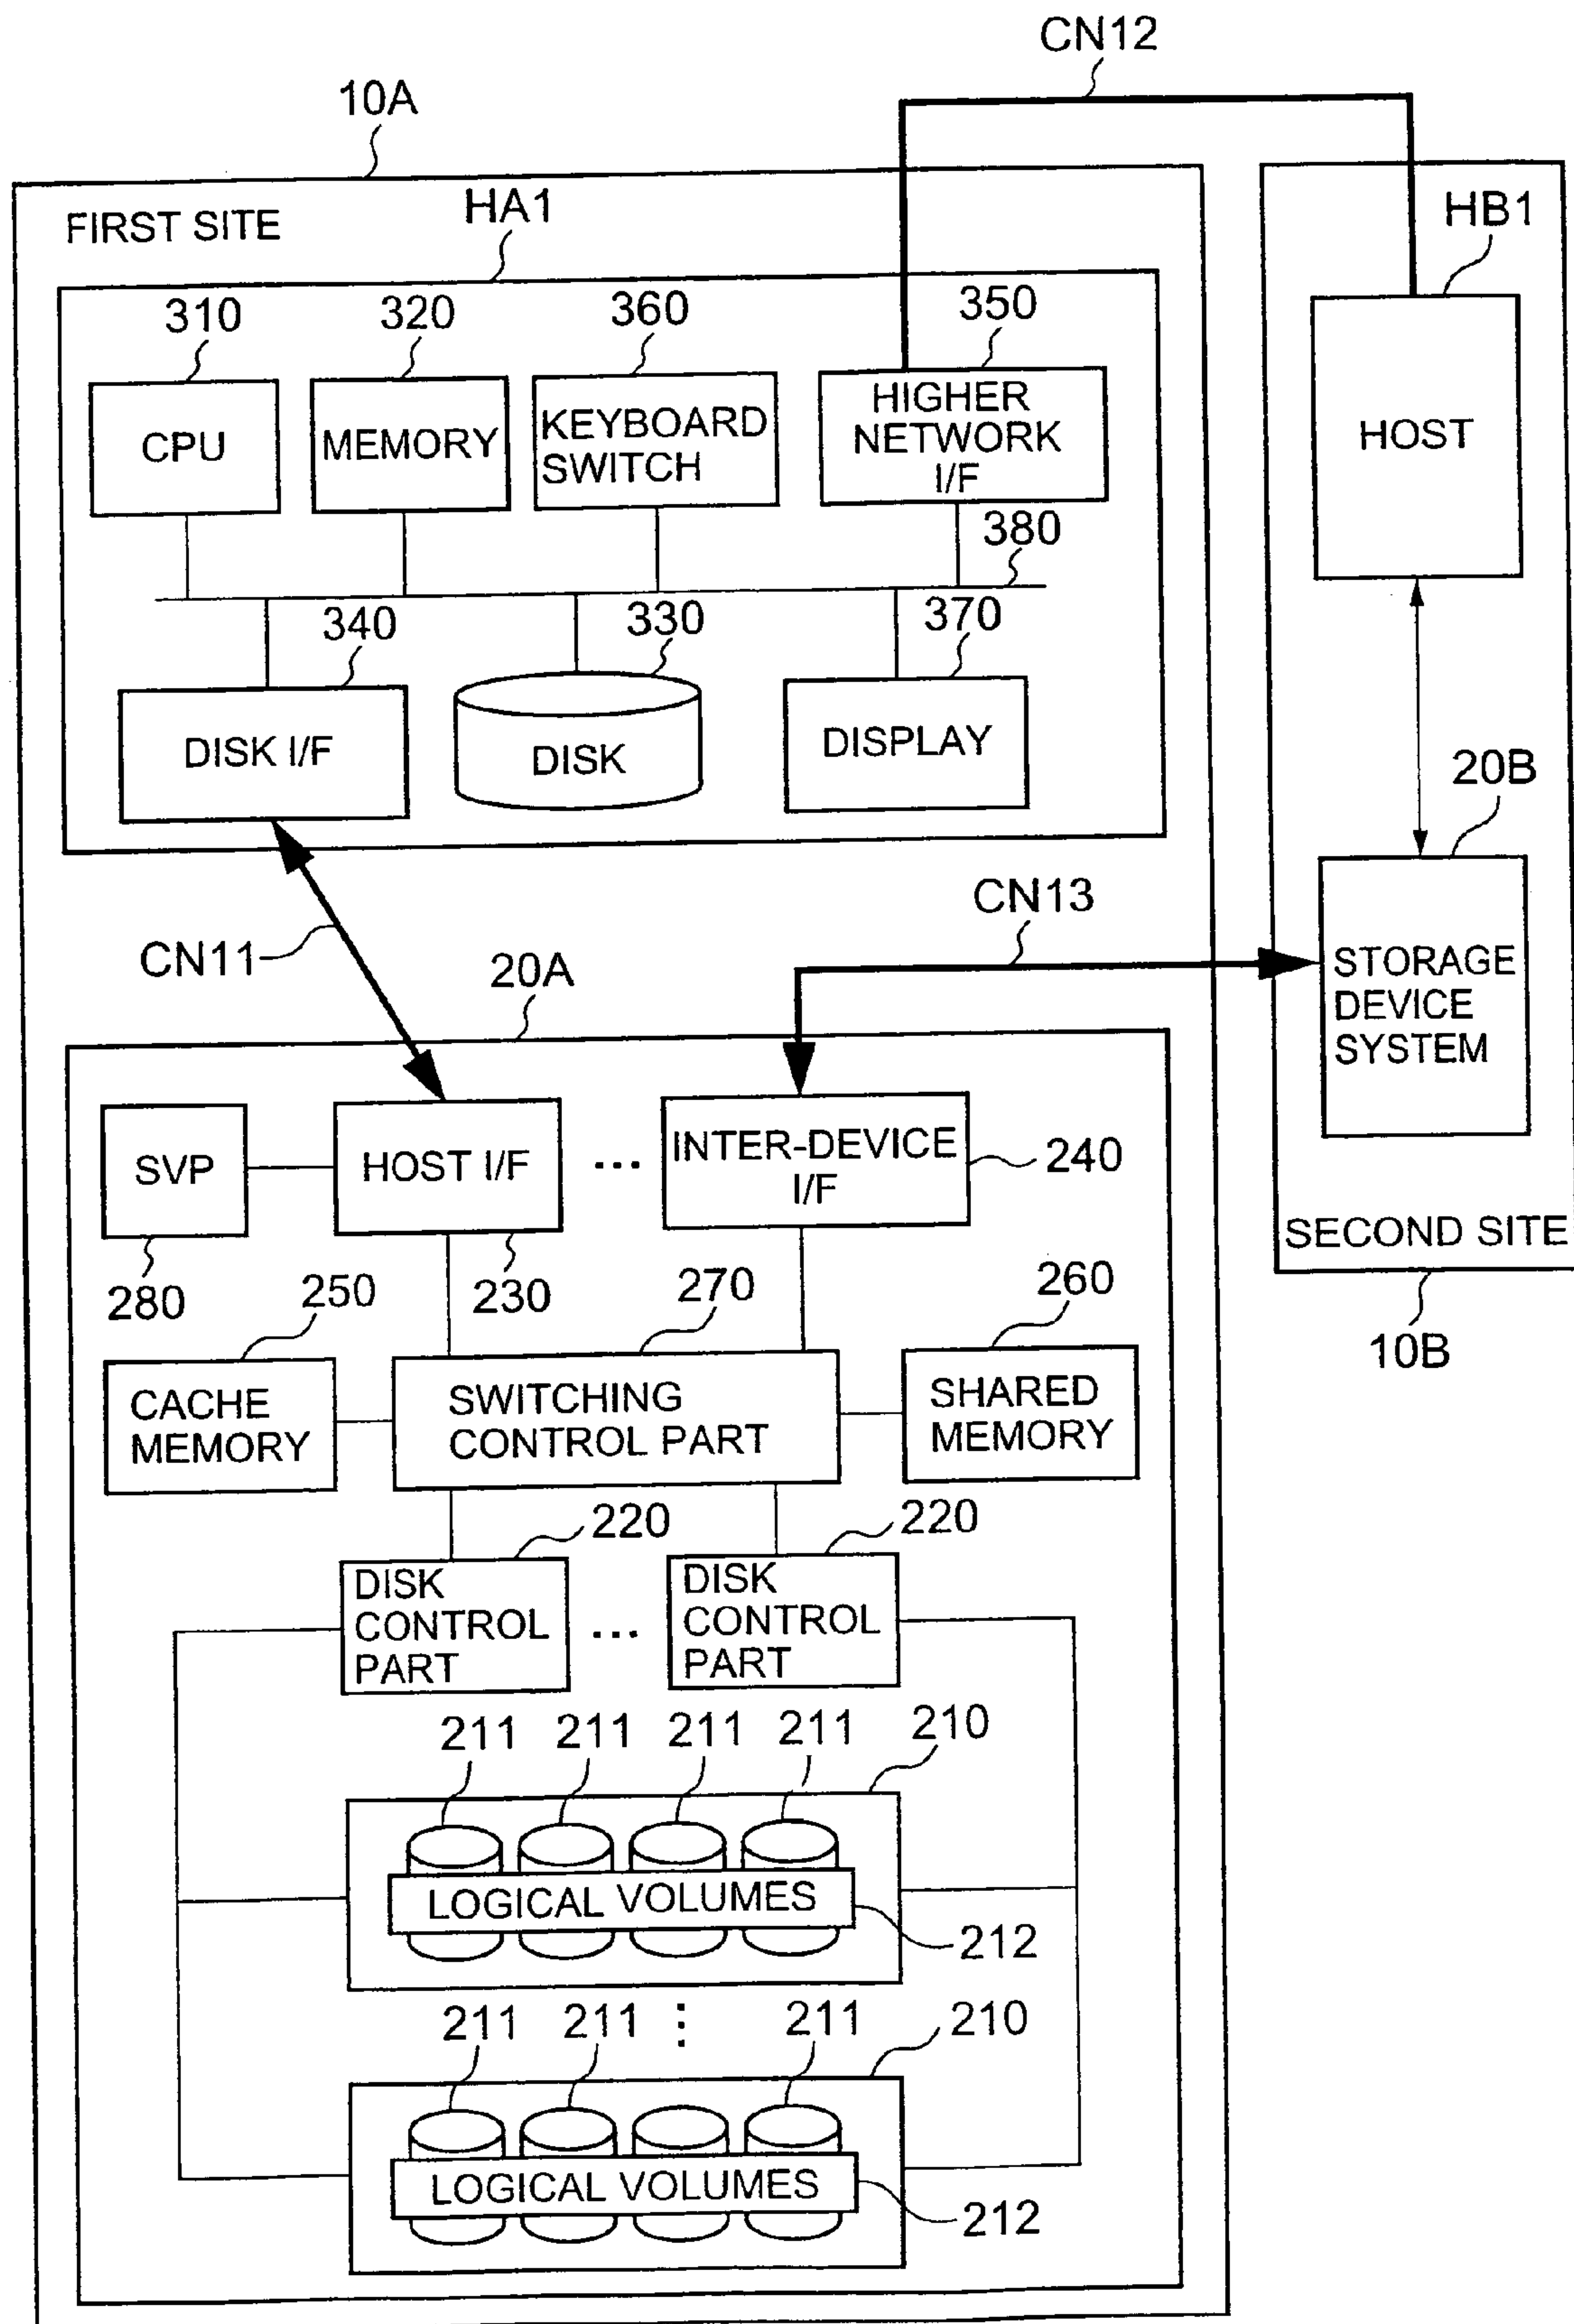 CN12
10A
FIRST SITE
HA1
HB1
310
320
360
350
CPU
MEMORY
KEYBOARD
SWITCH
HIGHER
NETWORK
I/F
HOST
380
340
330
370
DISK I/F
DISK
DISPLAY
20B
CN11
CN13
20A
STORAGE
DEVICE
SYSTEM
SVP
HOST I/F
...
INTER-DEVICE
I/F
240
SECOND SITE
280
250
230
270
260
10B
CACHE
MEMORY
SWITCHING
CONTROL PART
SHARED
MEMORY
220
220
DISK
CONTROL
PART
...
DISK
CONTROL
PART
211
211
211
211
210
LOGICAL VOLUMES
212
211
211
211
210
LOGICAL VOLUMES
212